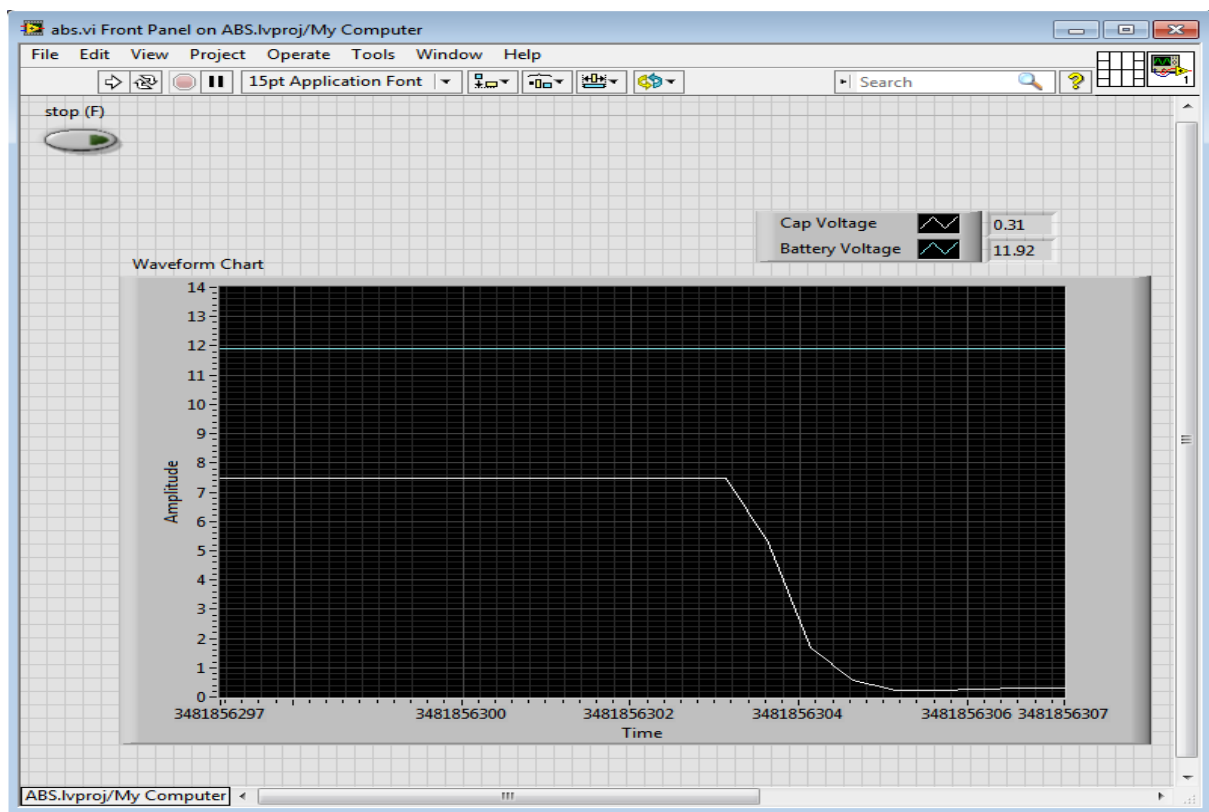 abs.vi Front Panel on ABS.lvproj/My Computer
File Edit View Project Operate Tools Window Help
15pt Application Font
Search
?
1
stop (F)
Cap Voltage 0.31
Battery Voltage 11.92
Waveform Chart
14
13
12
11
10
9
8
7
6
5
4
3
2
1
0
Amplitude
3481856297 3481856300 3481856302 3481856304 3481856306 3481856307
Time
ABS.lvproj/My Computer